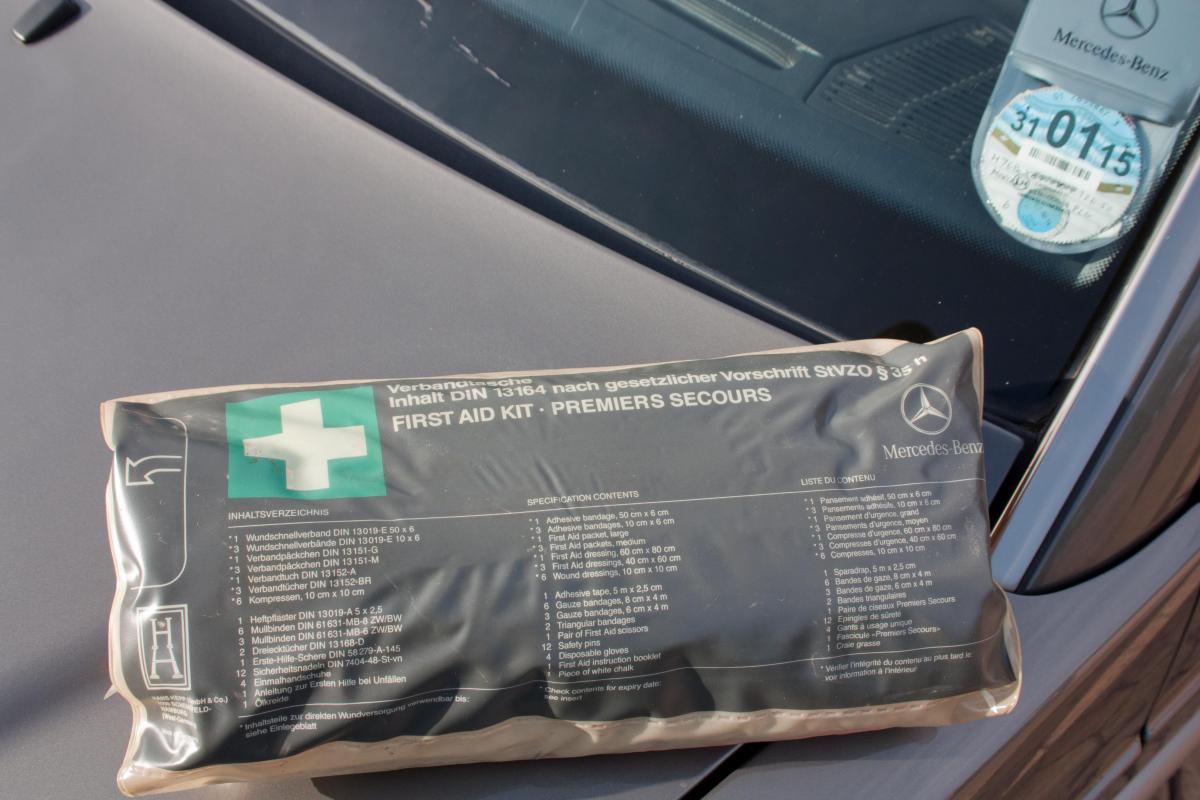 Mercedes-Benz
31 01 15
Verbandtasche
Inhalt DIN 13164 nach gesetzlicher Vorschrift StVZO § 35 h
FIRST AID KIT · PREMIERS SECOURS
Mercedes-Benz
INHALTSVERZEICHNIS
* 1 Wundschnellverband DIN 13019-E 50 x 6
* 3 Wundschnellverbände DIN 13019-E 10 x 6
* 1 Verbandpäckchen DIN 13151-G
* 3 Verbandpäckchen DIN 13151-M
* 1 Verbandtuch DIN 13152-A
* 3 Verbandtücher DIN 13152-BR
* 6 Kompressen, 10 cm x 10 cm
1 Heftpflaster DIN 13019-A 5 x 2,5
6 Mullbinden DIN 61631-MB-8 ZW/BW
3 Mullbinden DIN 61631-MB-6 ZW/BW
2 Dreiecktücher DIN 13168-D
1 Erste-Hilfe-Schere DIN 58279-A-145
12 Sicherheitsnadeln DIN 7404-48-St-vn
4 Einmalhandschuhe
1 Anleitung zur Ersten Hilfe bei Unfällen
1 Ölkreide
* Inhaltsteile zur direkten Wundversorgung verwendbar bis:
siehe Einlegeblatt
SPECIFICATION CONTENTS
* 1 Adhesive bandage, 50 cm x 6 cm
* 3 Adhesive bandages, 10 cm x 6 cm
* 1 First Aid packet, large
* 3 First Aid packets, medium
* 1 First Aid dressing, 60 cm x 80 cm
* 3 First Aid dressings, 40 cm x 60 cm
* 6 Wound dressings, 10 cm x 10 cm
1 Adhesive tape, 5 m x 2,5 cm
6 Gauze bandages, 8 cm x 4 m
3 Gauze bandages, 6 cm x 4 m
2 Triangular bandages
1 Pair of First Aid scissors
12 Safety pins
4 Disposable gloves
1 First Aid instruction booklet
1 Piece of white chalk
* Check contents for expiry date:
see insert
LISTE DU CONTENU
* 1 Pansement adhésif, 50 cm x 6 cm
* 3 Pansements adhésifs, 10 cm x 6 cm
* 1 Pansement d'urgence, grand
* 3 Pansements d'urgence, moyen
* 1 Compresse d'urgence, 60 cm x 80 cm
* 3 Compresses d'urgence, 40 cm x 60 cm
* 6 Compresses, 10 cm x 10 cm
1 Sparadrap, 5 m x 2,5 cm
6 Bandes de gaze, 8 cm x 4 m
3 Bandes de gaze, 6 cm x 4 m
2 Bandes triangulaires
1 Paire de ciseaux Premiers Secours
12 Epingles de sûreté
4 Gants à usage unique
1 Fascicule «Premiers Secours»
1 Craie grasse
* Vérifier l'intégrité du contenu au plus tard le:
voir information à l'intérieur
HH
GmbH & Co.)
HAMBURG
(West-Germany)